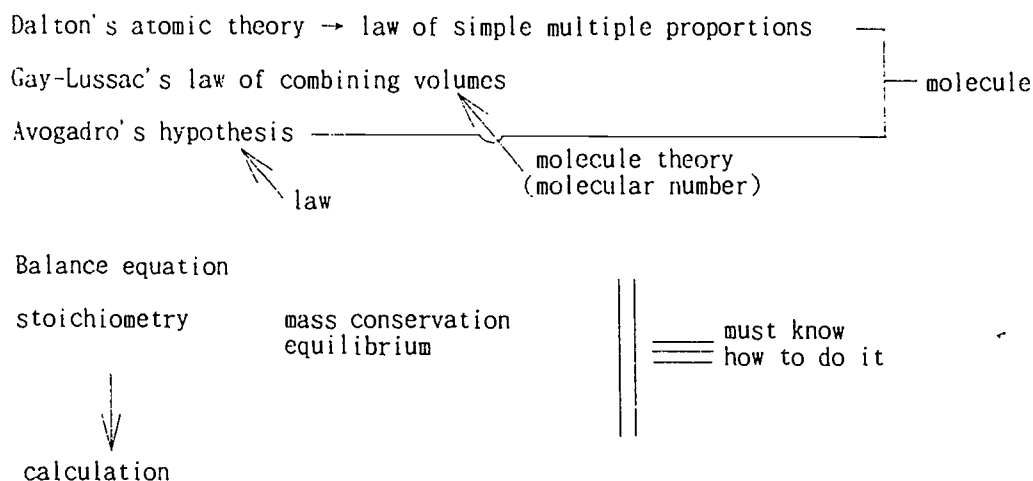 Dalton's atomic theory → law of simple multiple proportions
Gay-Lussac's law of combining volumes
molecule
Avogadro's hypothesis
molecule theory
(molecular number)
law
Balance equation
stoichiometry
mass conservation
equilibrium
must know
how to do it
calculation